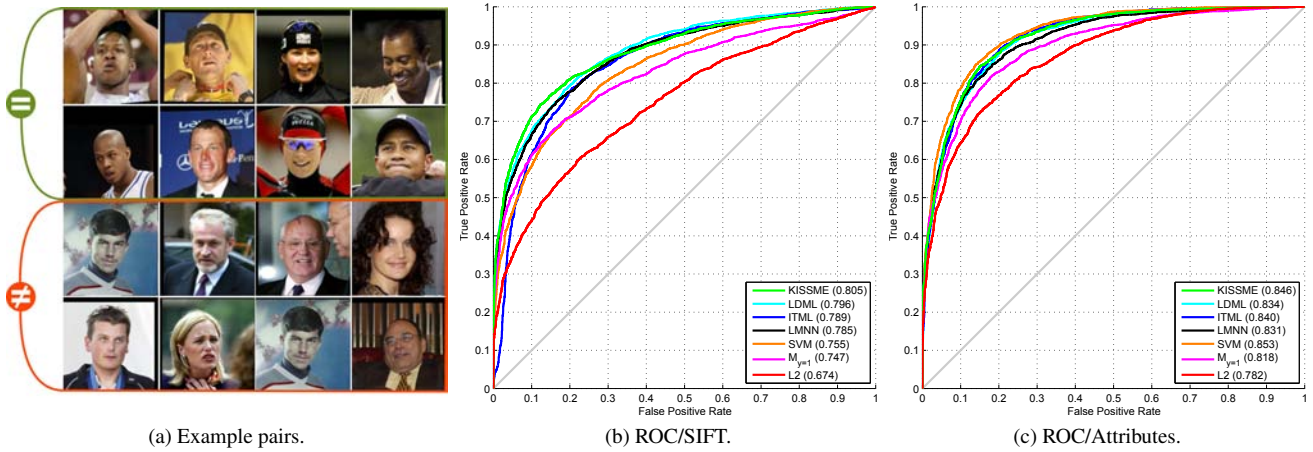 =
≠
(a) Example pairs.
1
0.9
0.8
0.7
0.6
0.5
0.4
0.3
0.2
0.1
0
True Positive Rate
0 0.1 0.2 0.3 0.4 0.5 0.6 0.7 0.8 0.9 1
False Positive Rate
KISSME (0.805)
LDML (0.796)
ITML (0.789)
LMNN (0.785)
SVM (0.755)
M_y=1 (0.747)
L2 (0.674)
(b) ROC/SIFT.
1
0.9
0.8
0.7
0.6
0.5
0.4
0.3
0.2
0.1
0
True Positive Rate
0 0.1 0.2 0.3 0.4 0.5 0.6 0.7 0.8 0.9 1
False Positive Rate
KISSME (0.846)
LDML (0.834)
ITML (0.840)
LMNN (0.831)
SVM (0.853)
M_y=1 (0.818)
L2 (0.782)
(c) ROC/Attributes.